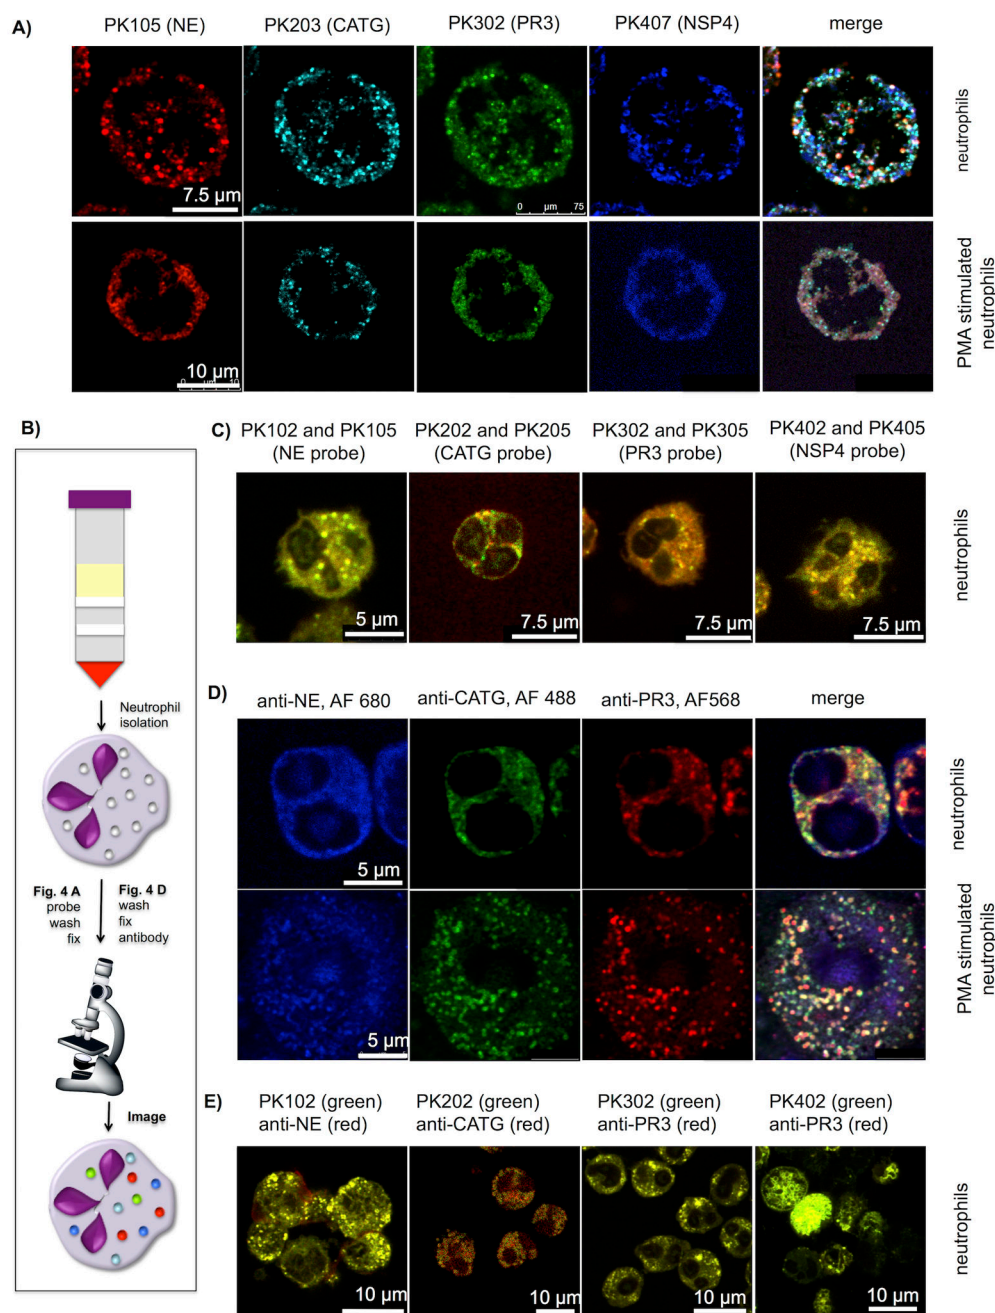 A)
PK105 (NE)
PK203 (CATG)
PK302 (PR3)
PK407 (NSP4)
merge
7.5 µm
0 µm 75
neutrophils
10 µm
PMA stimulated
neutrophils
B)
Neutrophil
isolation
Fig. 4 A
probe
wash
fix
Fig. 4 D
wash
fix
antibody
Image
C)
PK102 and PK105
(NE probe)
PK202 and PK205
(CATG probe)
PK302 and PK305
(PR3 probe)
PK402 and PK405
(NSP4 probe)
5 µm
7.5 µm
7.5 µm
7.5 µm
neutrophils
D)
anti-NE, AF 680
anti-CATG, AF 488
anti-PR3, AF568
merge
5 µm
neutrophils
5 µm
PMA stimulated
neutrophils
E)
PK102 (green)
anti-NE (red)
PK202 (green)
anti-CATG (red)
PK302 (green)
anti-PR3 (red)
PK402 (green)
anti-PR3 (red)
10 µm
10 µm
10 µm
10 µm
neutrophils